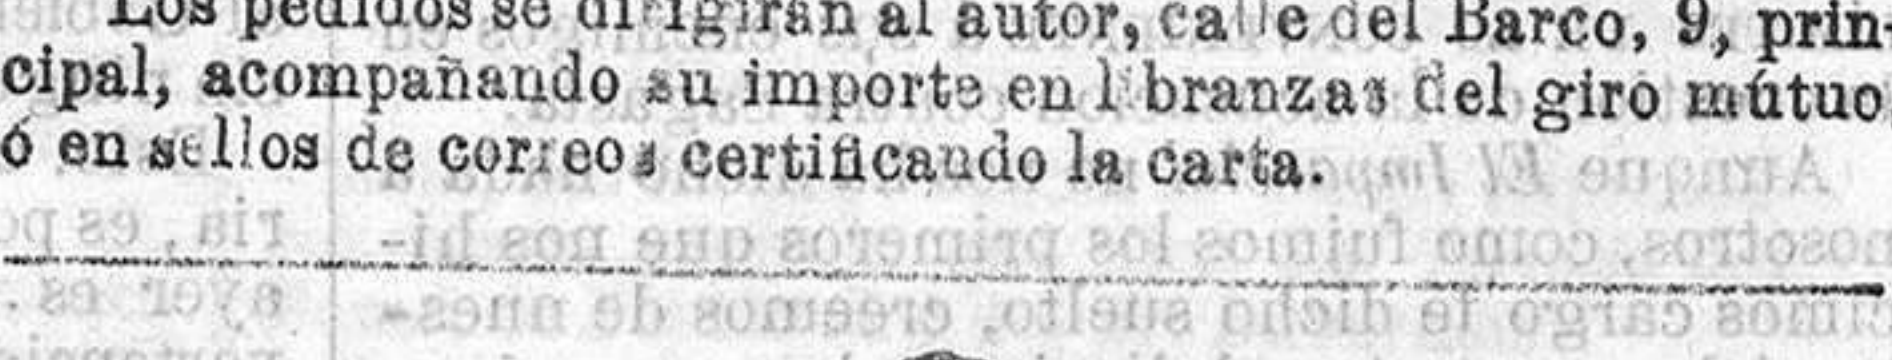 Los pedidos se dirigirán al autor, calle del Barco, 9, prin-
cipal, acompañando su importe en libranzas del giro mútuo
ó en sellos de correos certificando la carta.